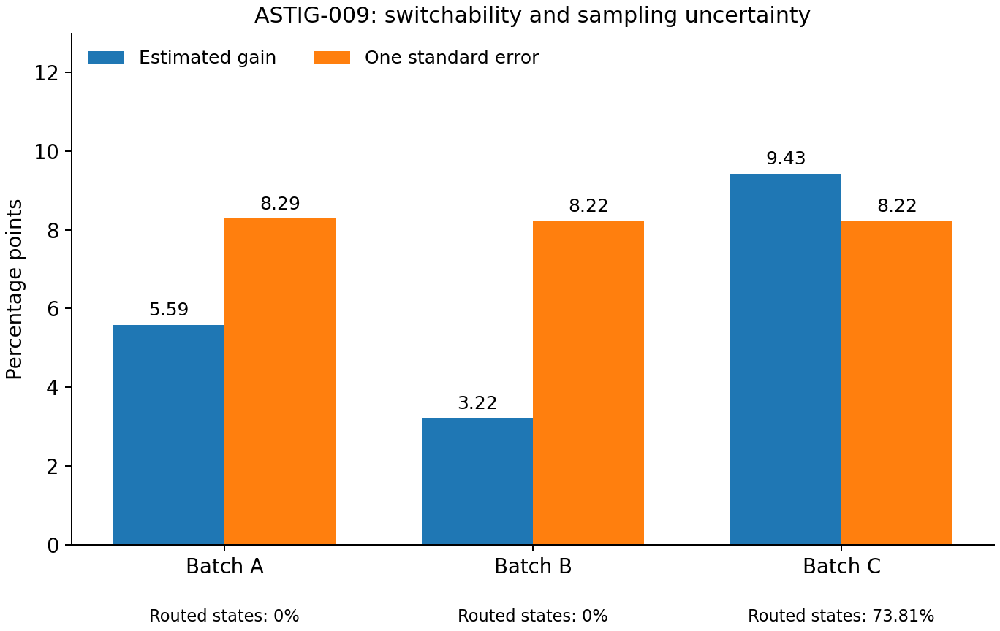 ASTIG-009: switchability and sampling uncertainty
Estimated gain One standard error
Percentage points
12
10
8
6
4
2
0
5.59
8.29
3.22
8.22
9.43
8.22
Batch A Batch B Batch C
Routed states: 0% Routed states: 0% Routed states: 73.81%